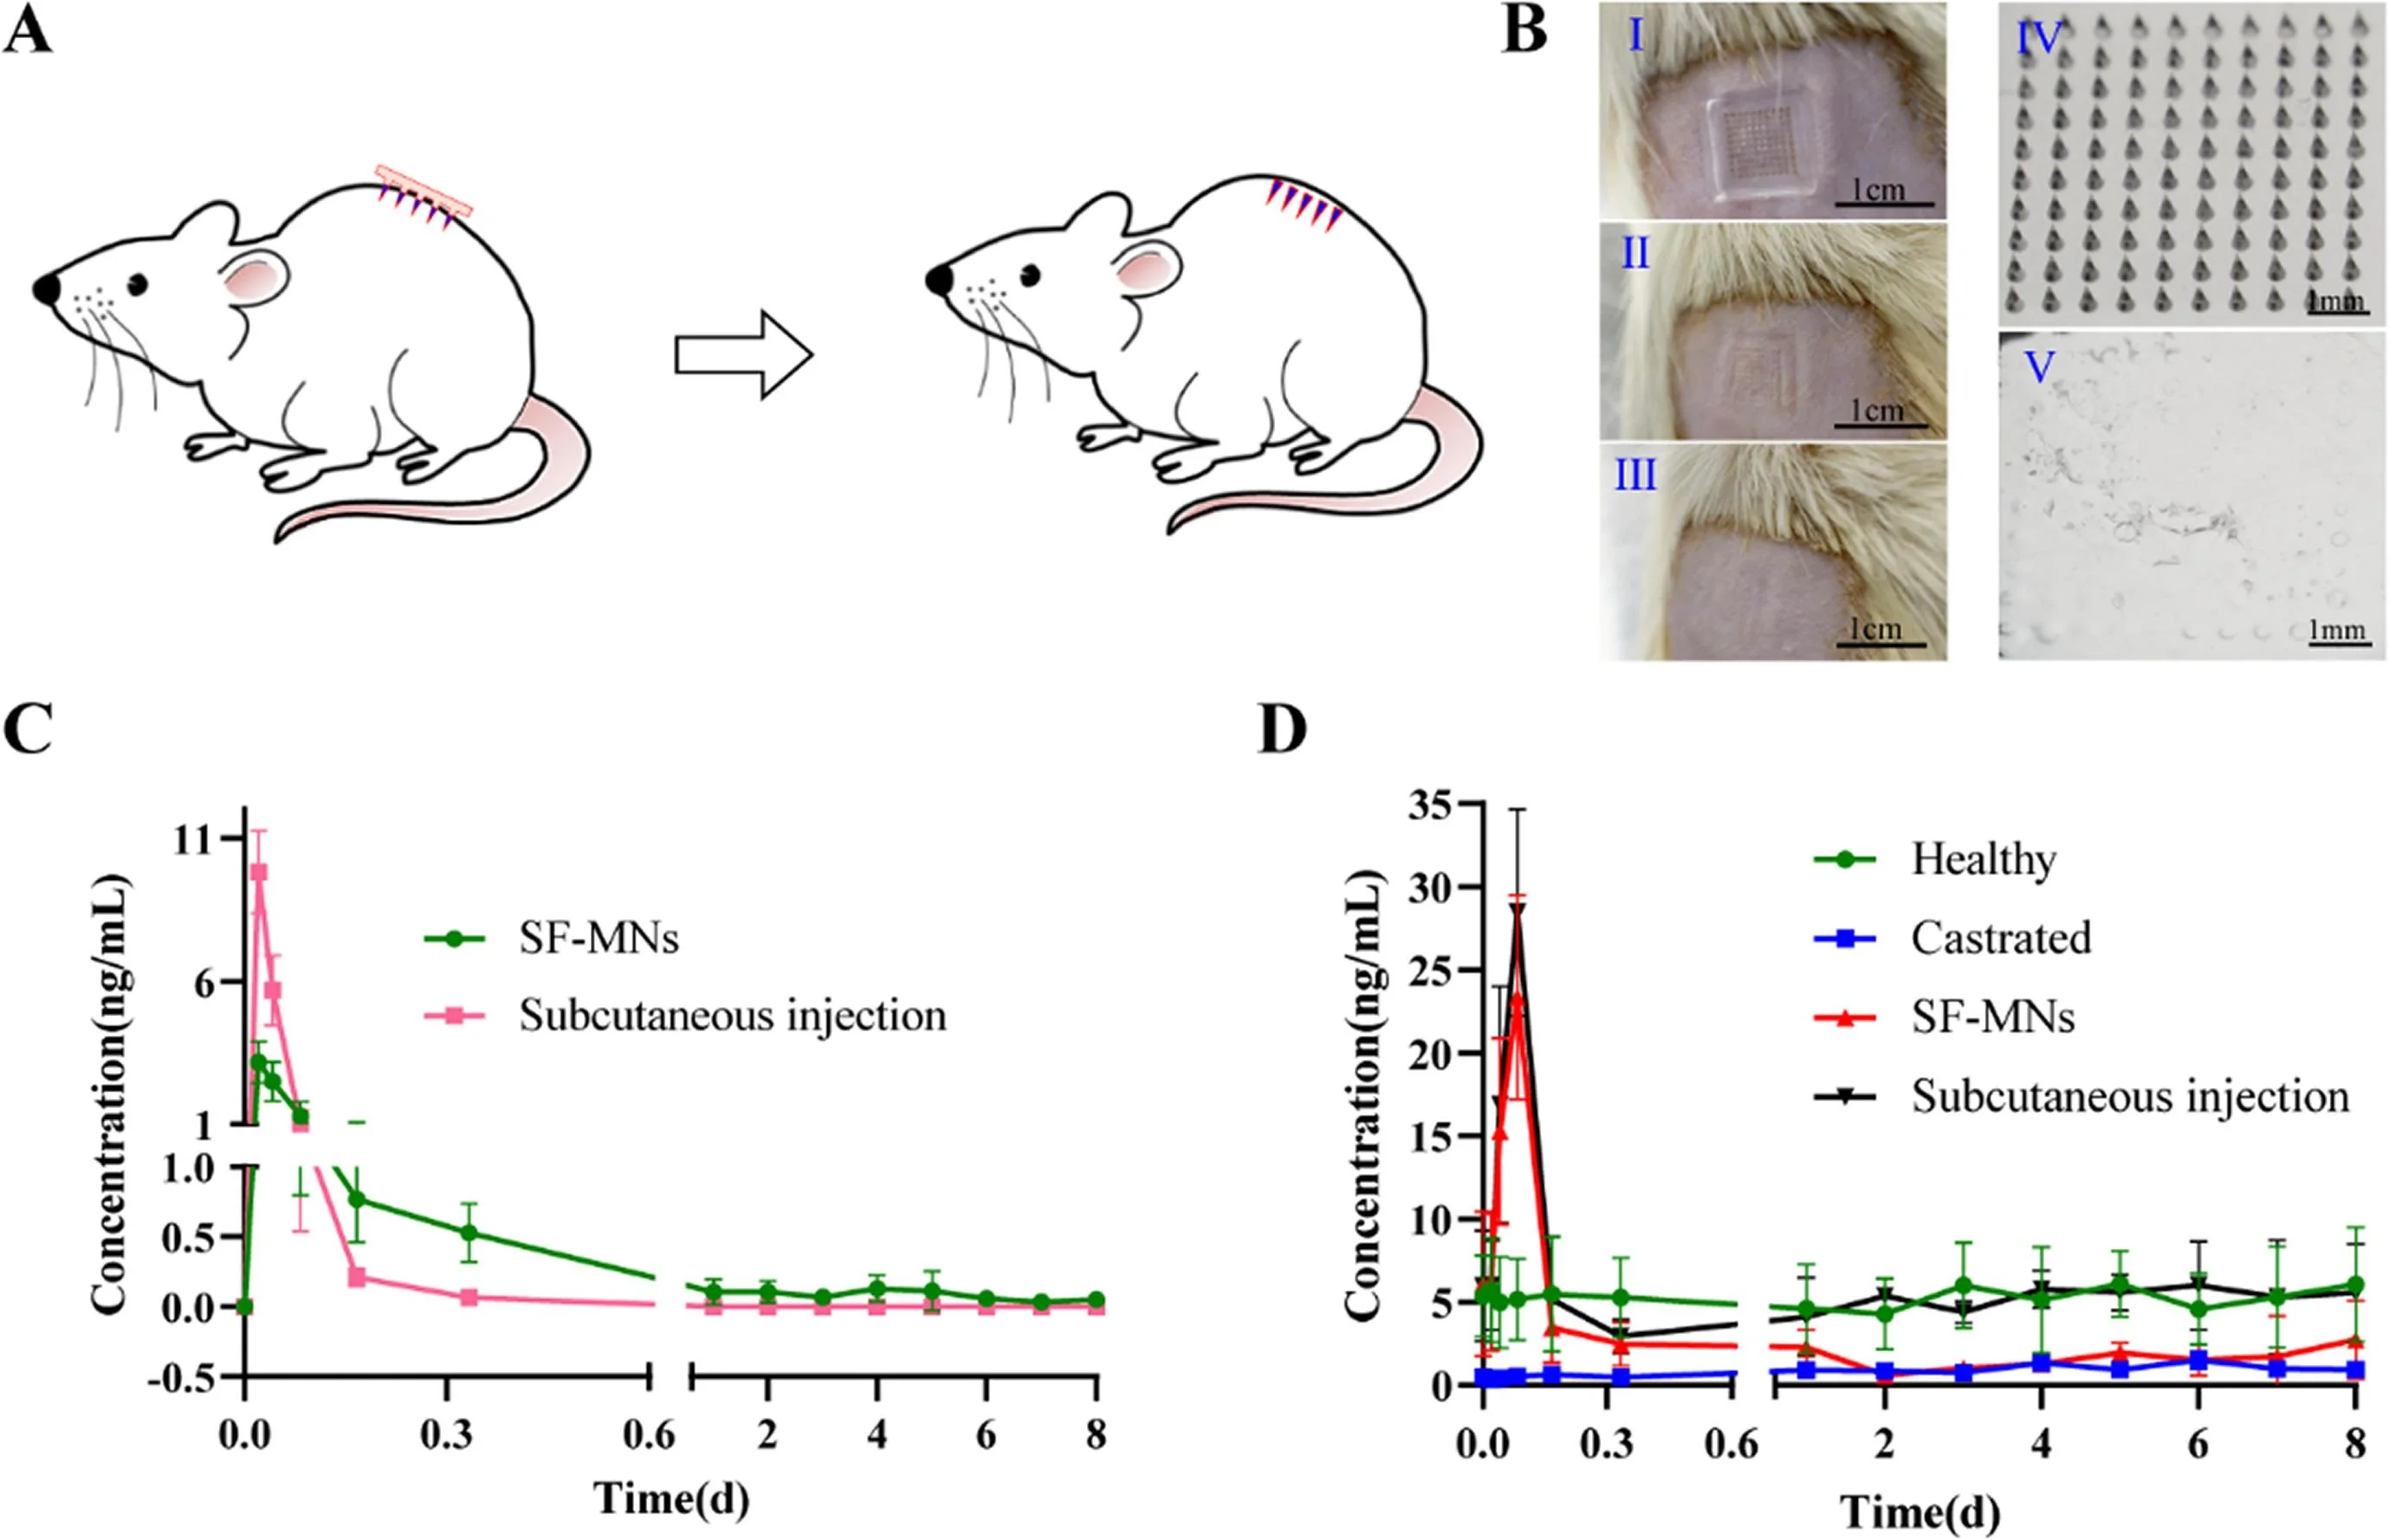 A
B
I
1cm
II
1cm
III
1cm
IV
1mm
V
1mm
C
Concentration(ng/mL)
11
6
1
1.0
0.5
0.0
-0.5
SF-MNs
Subcutaneous injection
0.0
0.3
0.6
2
4
6
8
Time(d)
D
Concentration(ng/mL)
35
30
25
20
15
10
5
0
Healthy
Castrated
SF-MNs
Subcutaneous injection
0.0
0.3
0.6
2
4
6
8
Time(d)